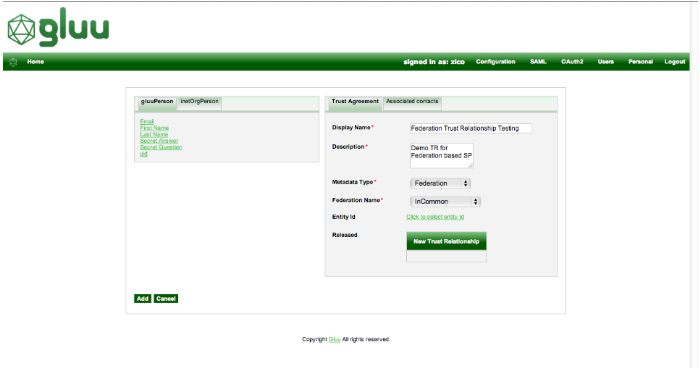 gluu
Home signed in as: zico Configuration SAML OAuth2 Users Personal Logout
gluuPerson inetOrgPerson
Email
First Name
Last Name
Secret Answer
Secret Question
uid
Trust Agreement Associated contacts
Display Name* Federation Trust Relationship Testing
Description* Demo TR for
Federation based SP
Metadata Type* Federation
Federation Name* InCommon
Entity Id Click to select entity id
Released New Trust Relationship
Add Cancel
Copyright Gluu All rights reserved.